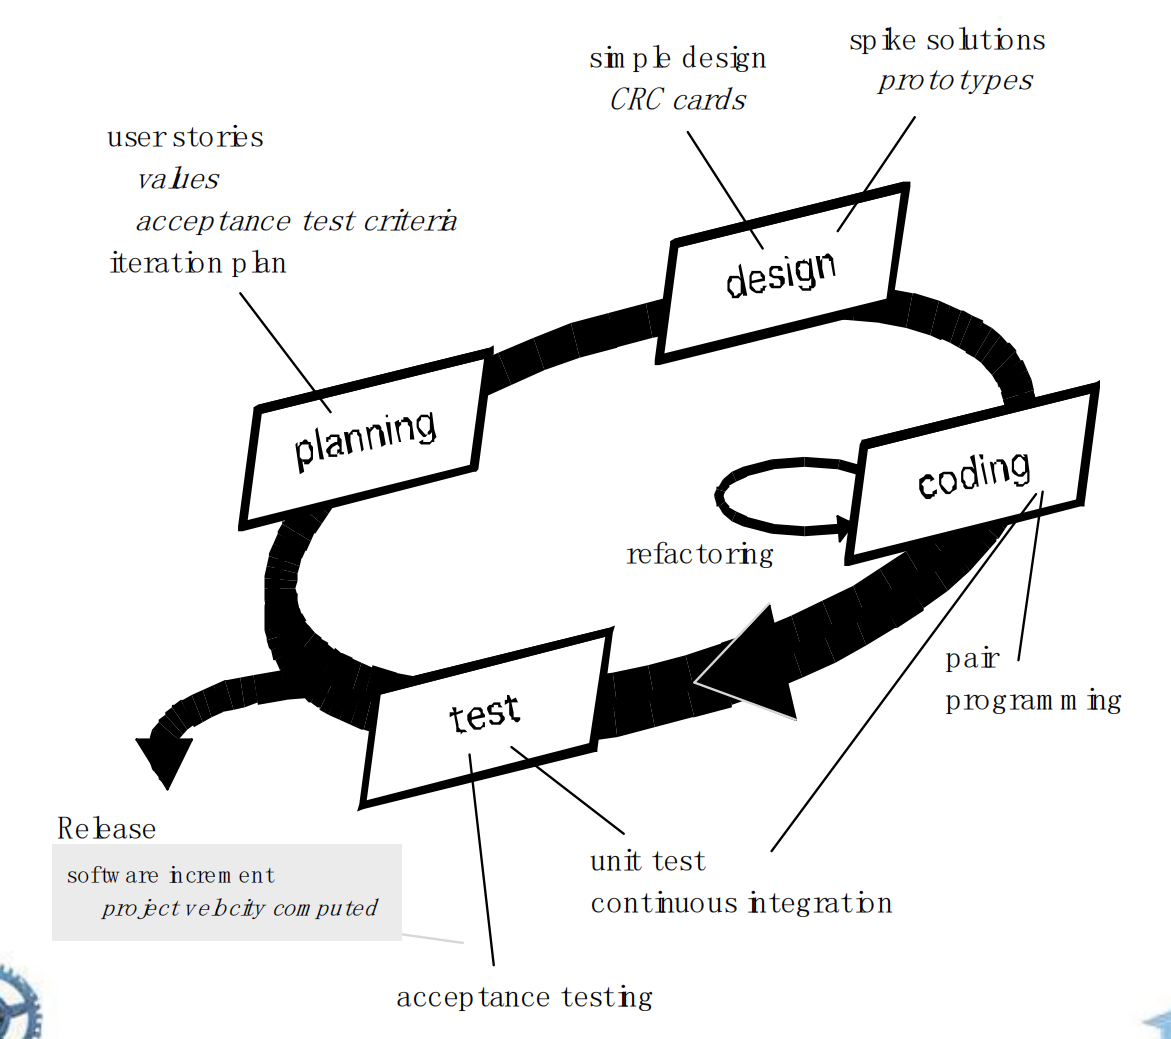 spike solutions
prototypes
simple design
CRC cards
user stories
values
acceptance test criteria
iteration plan
design
planning
coding
refactoring
test
pair
programming
Release
software increment
project velocity computed
unit test
continuous integration
acceptance testing